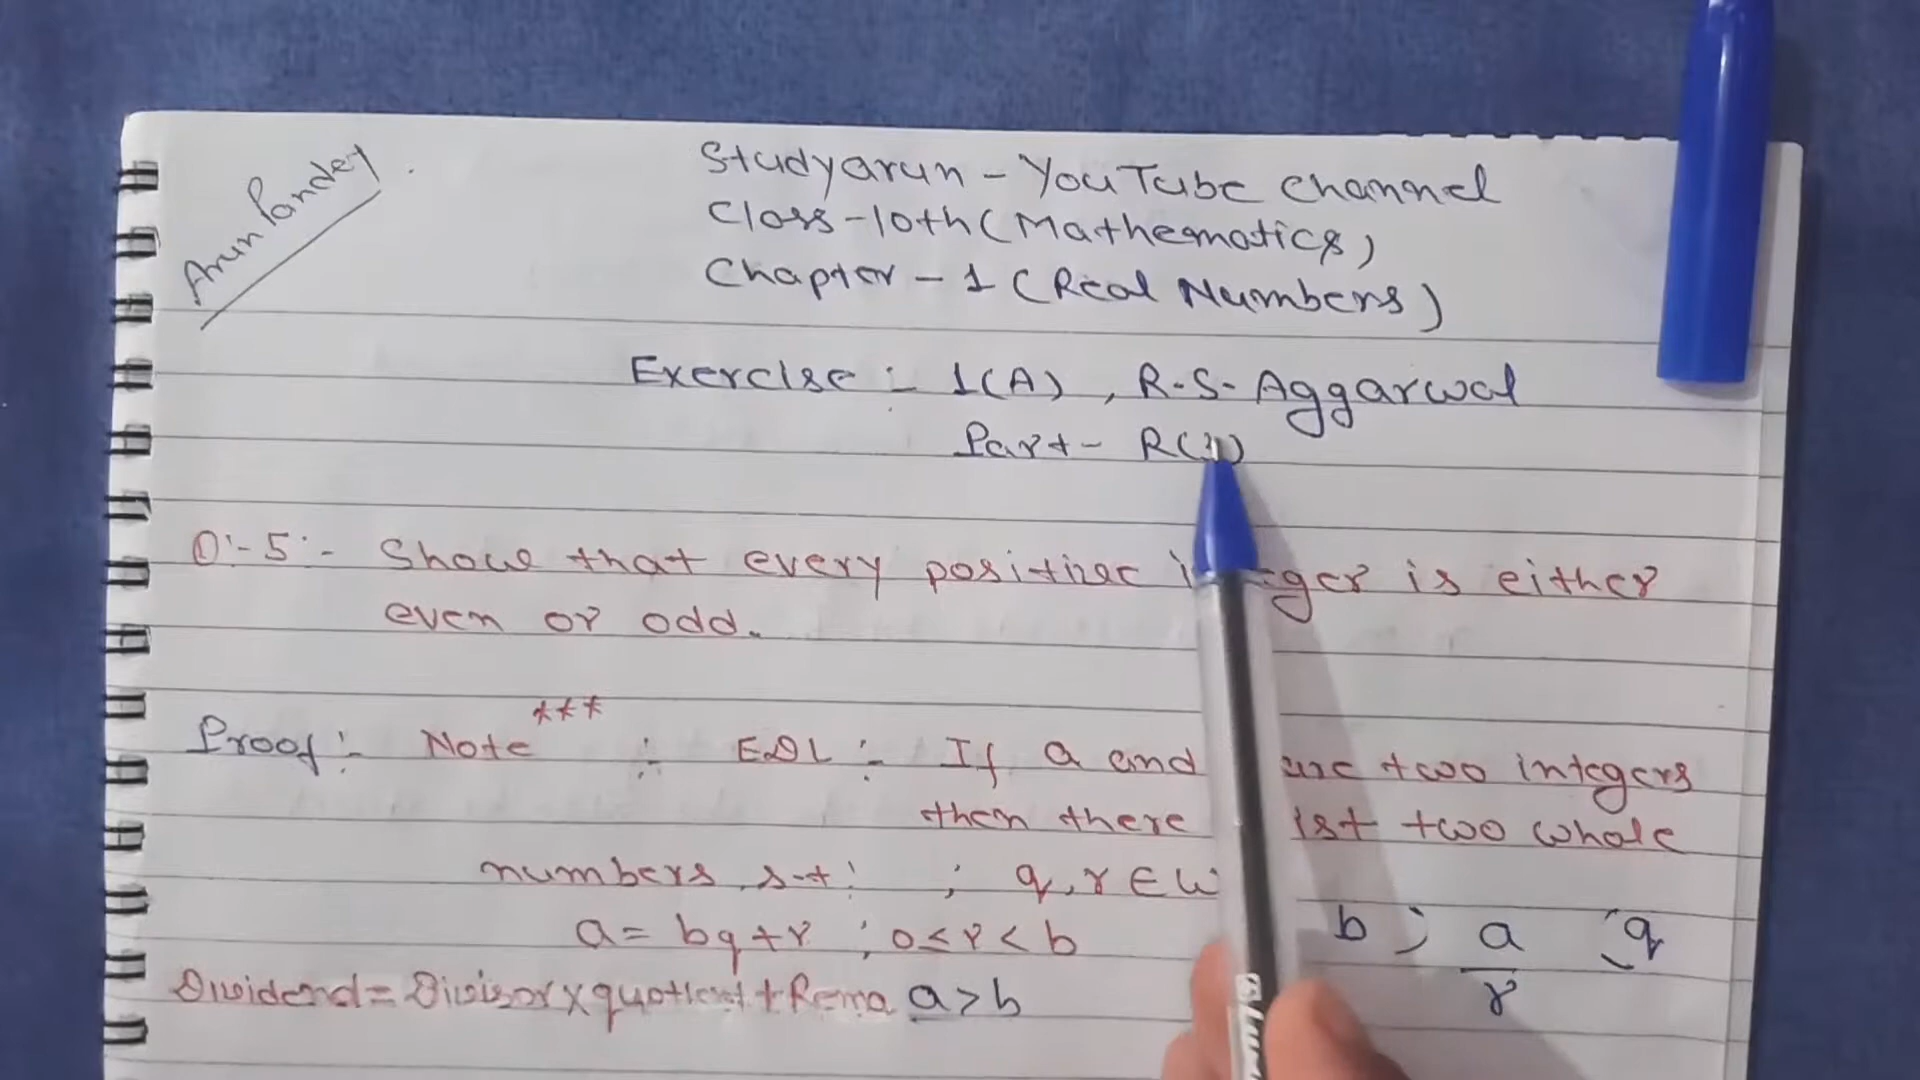 Arun Pandey
Studyarun - YouTube channel
Class - 10th (Mathematics)
Chapter - 1 (Real Numbers)
Exercise :- 1(A), R.S. Aggarwal
Part - R(
Q:-5:- Show that every positive is either
even or odd.
Proof :- Note *** :- EDL :- If a and are two integers
then there two whole
numbers s.t: ; q, r ∈ W
a = bq + r ; 0 ≤ r < b
Dividend = Divisor x quotient + Rema a > b
b ) a ( q
r